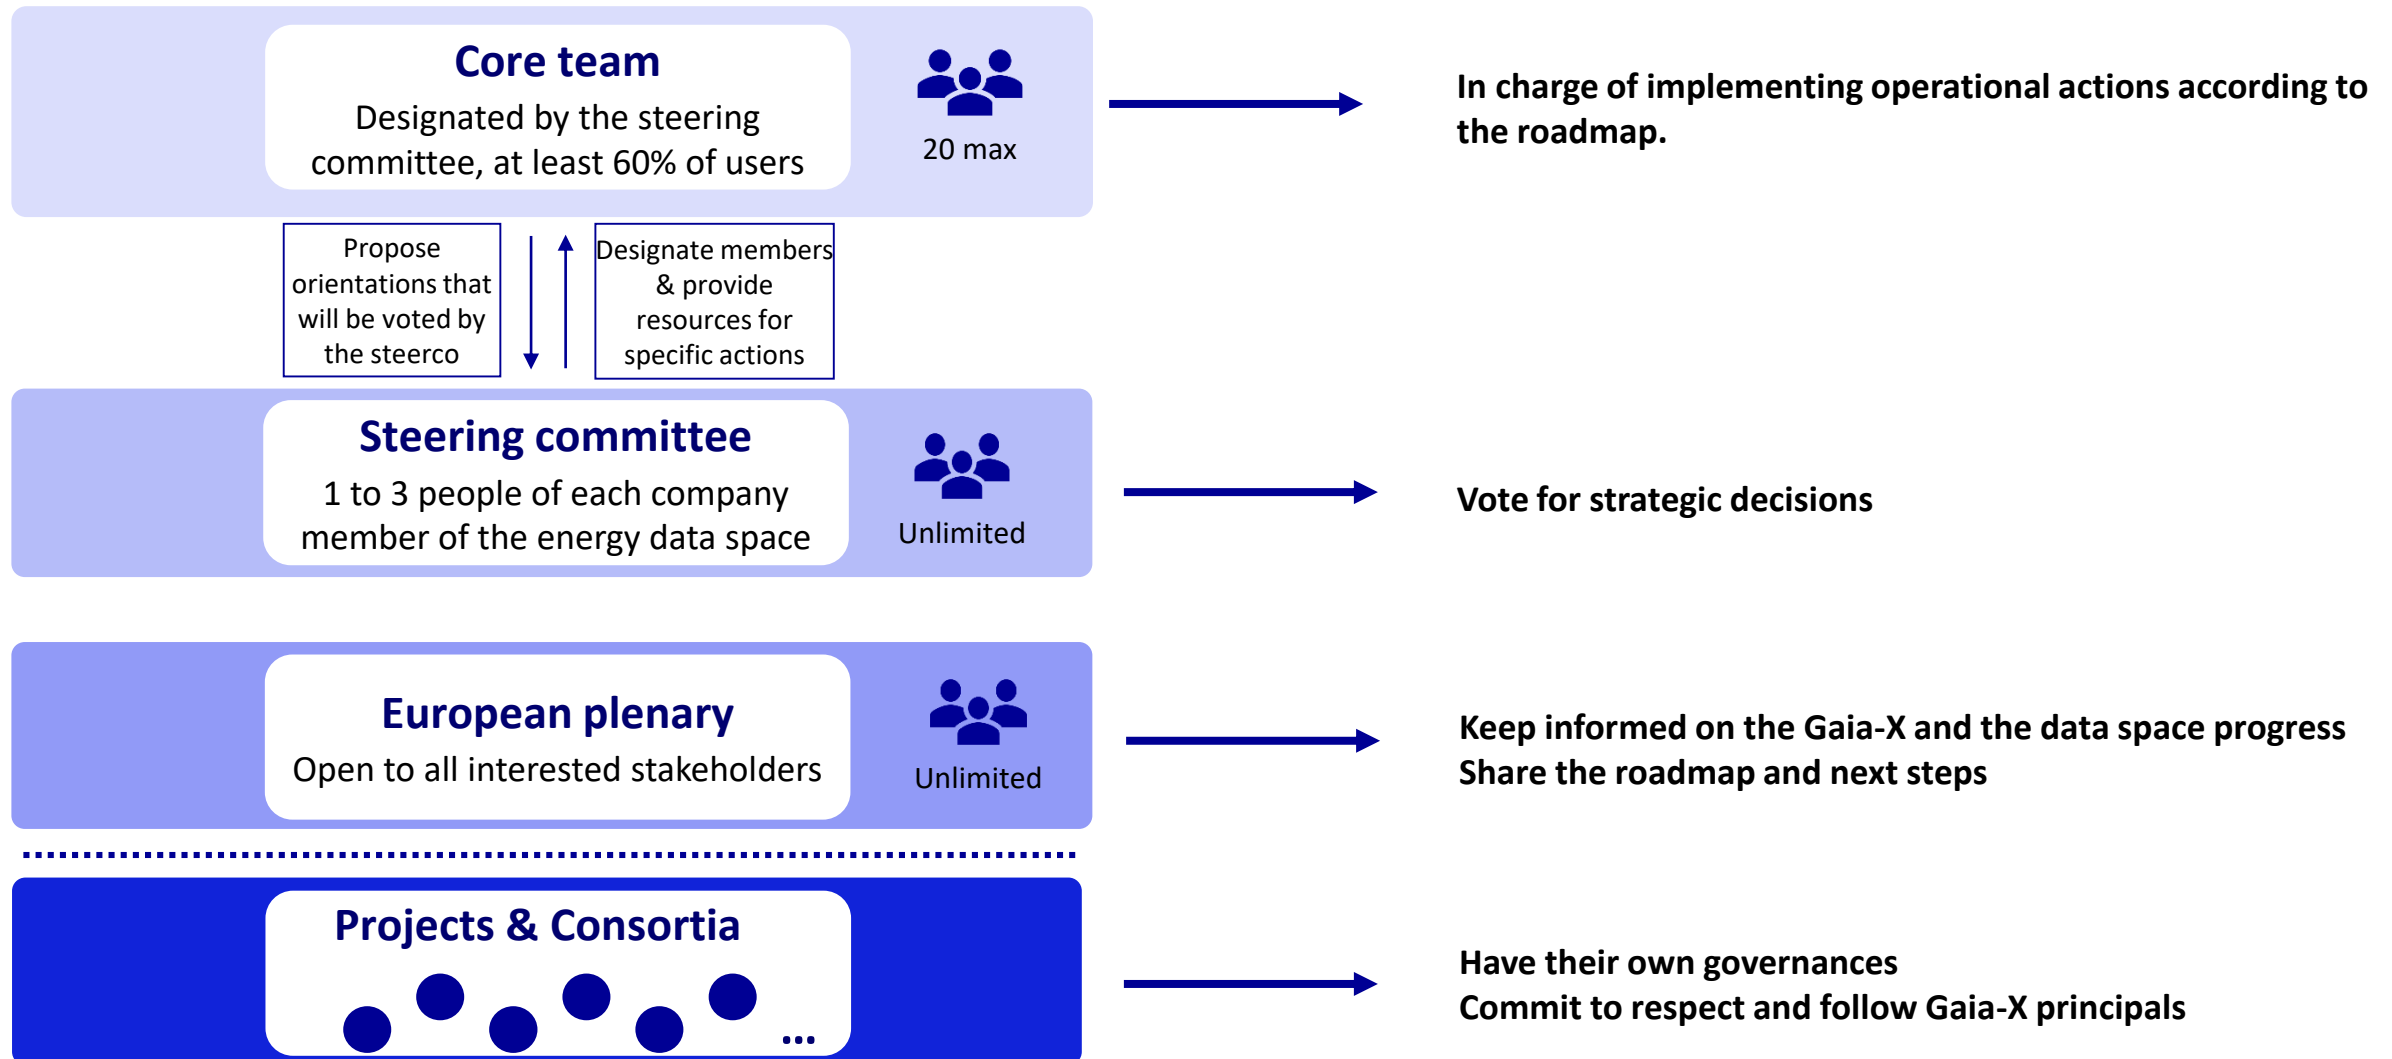 Core team
Designated by the steering
committee, at least 60% of users
20 max
In charge of implementing operational actions according to
the roadmap.
Propose
orientations that
will be voted by
the steerco
Designate members
& provide
resources for
specific actions
Steering committee
1 to 3 people of each company
member of the energy data space
Unlimited
Vote for strategic decisions
European plenary
Open to all interested stakeholders
Unlimited
Keep informed on the Gaia-X and the data space progress
Share the roadmap and next steps
Projects & Consortia
...
Have their own governances
Commit to respect and follow Gaia-X principals